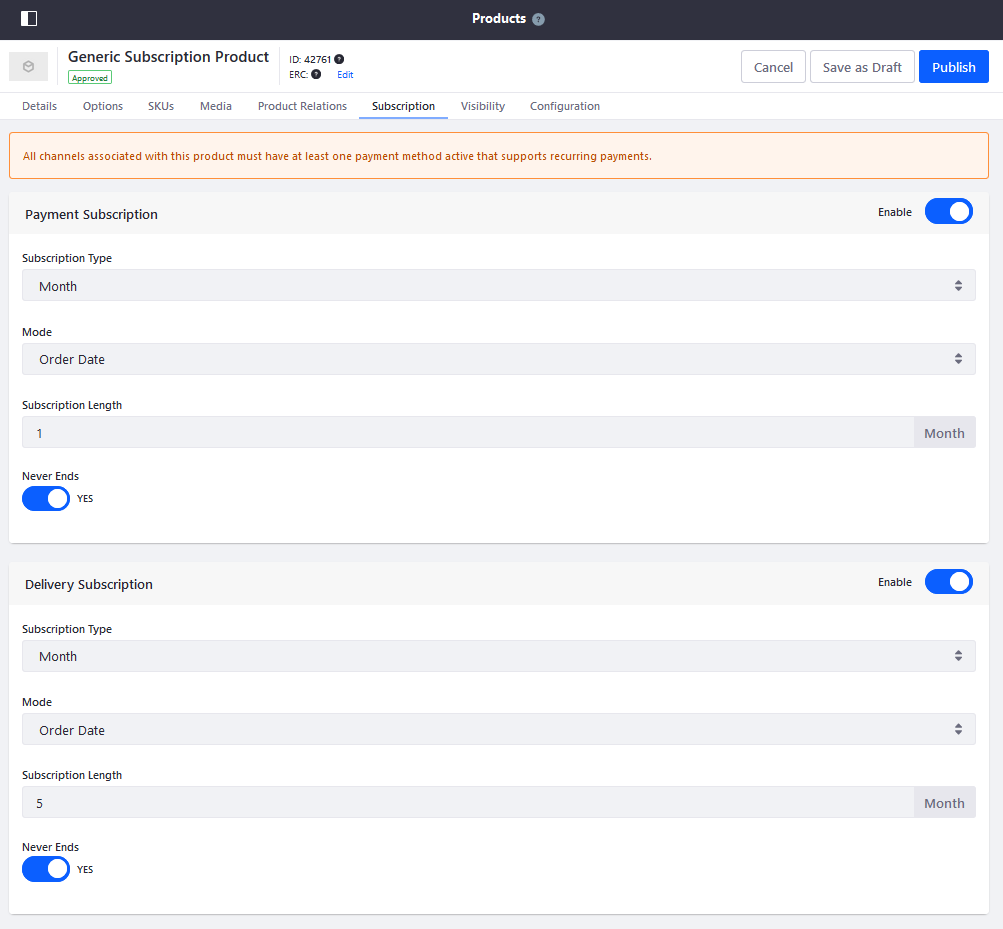 Products ?
Generic Subscription Product
Approved
ID: 42761 ?
ERC: ? Edit
Cancel
Save as Draft
Publish
Details
Options
SKUs
Media
Product Relations
Subscription
Visibility
Configuration
All channels associated with this product must have at least one payment method active that supports recurring payments.
Payment Subscription
Enable
Subscription Type
Month
Mode
Order Date
Subscription Length
1
Month
Never Ends
YES
Delivery Subscription
Enable
Subscription Type
Month
Mode
Order Date
Subscription Length
5
Month
Never Ends
YES